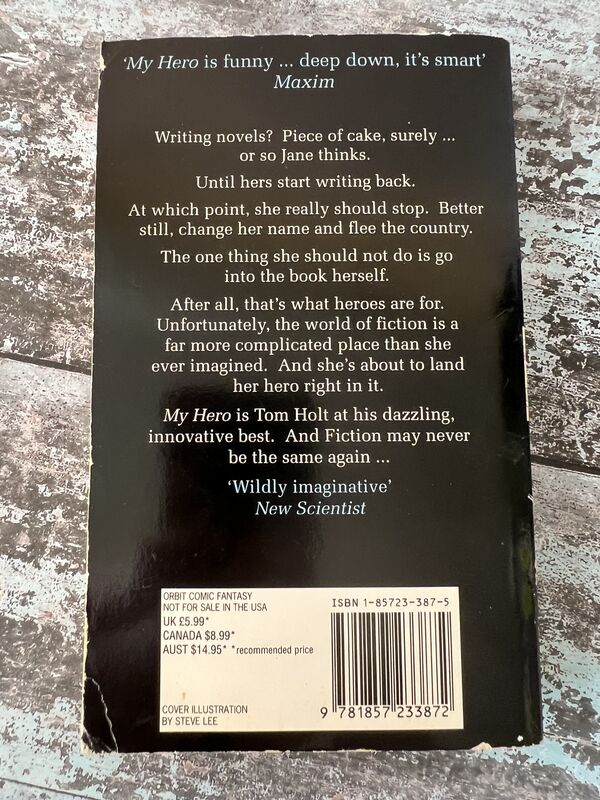 ‘My Hero is funny ... deep down, it’s smart’
Maxim
Writing novels? Piece of cake, surely ...
or so Jane thinks.
Until hers start writing back.
At which point, she really should stop. Better
still, change her name and flee the country.
The one thing she should not do is go
into the book herself.
After all, that’s what heroes are for.
Unfortunately, the world of fiction is a
far more complicated place than she
ever imagined. And she’s about to land
her hero right in it.
My Hero is Tom Holt at his dazzling,
innovative best. And Fiction may never
be the same again ...
‘Wildly imaginative’
New Scientist
ORBIT COMIC FANTASY
NOT FOR SALE IN THE USA
UK £5.99*
CANADA $8.99*
AUST $14.95* *recommended price
COVER ILLUSTRATION
BY STEVE LEE
ISBN 1-85723-387-5
9 781857 233872